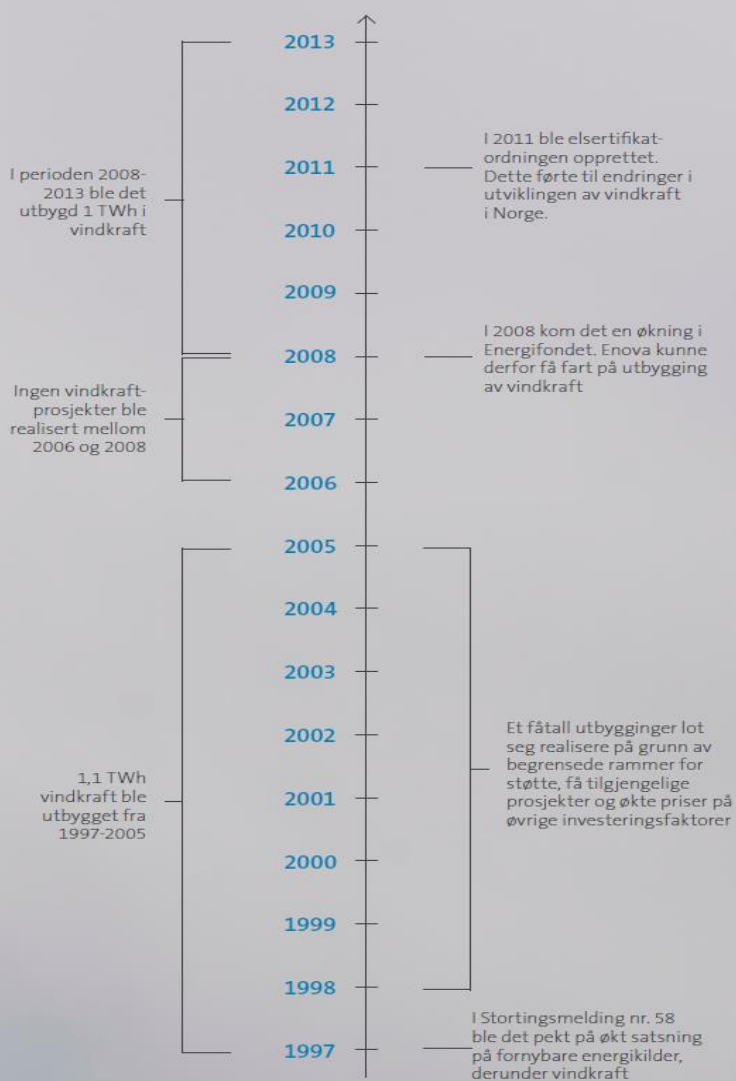 2013
2012
I 2011 ble elsertifikat-
ordningen opprettet.
Dette førte til endringer i
utviklingen av vindkraft
i Norge.
2011
I perioden 2008-
2013 ble det
utbygd 1 TWh i
vindkraft
2010
2009
I 2008 kom det en økning i
Energifondet. Enova kunne
derfor få fart på utbygging
av vindkraft
2008
Ingen vindkraft-
prosjekter ble
realisert mellom
2006 og 2008
2007
2006
2005
2004
2003
2002
Et fåtall utbygginger lot
seg realisere på grunn av
begrensede rammer for
støtte, få tilgjengelige
prosjekter og økte priser på
øvrige investeringsfaktorer
1,1 TWh
vindkraft ble
utbygget fra
1997-2005
2001
2000
1999
1998
I Stortingsmelding nr. 58
ble det pekt på økt satsning
på fornybare energikilder,
derunder vindkraft
1997